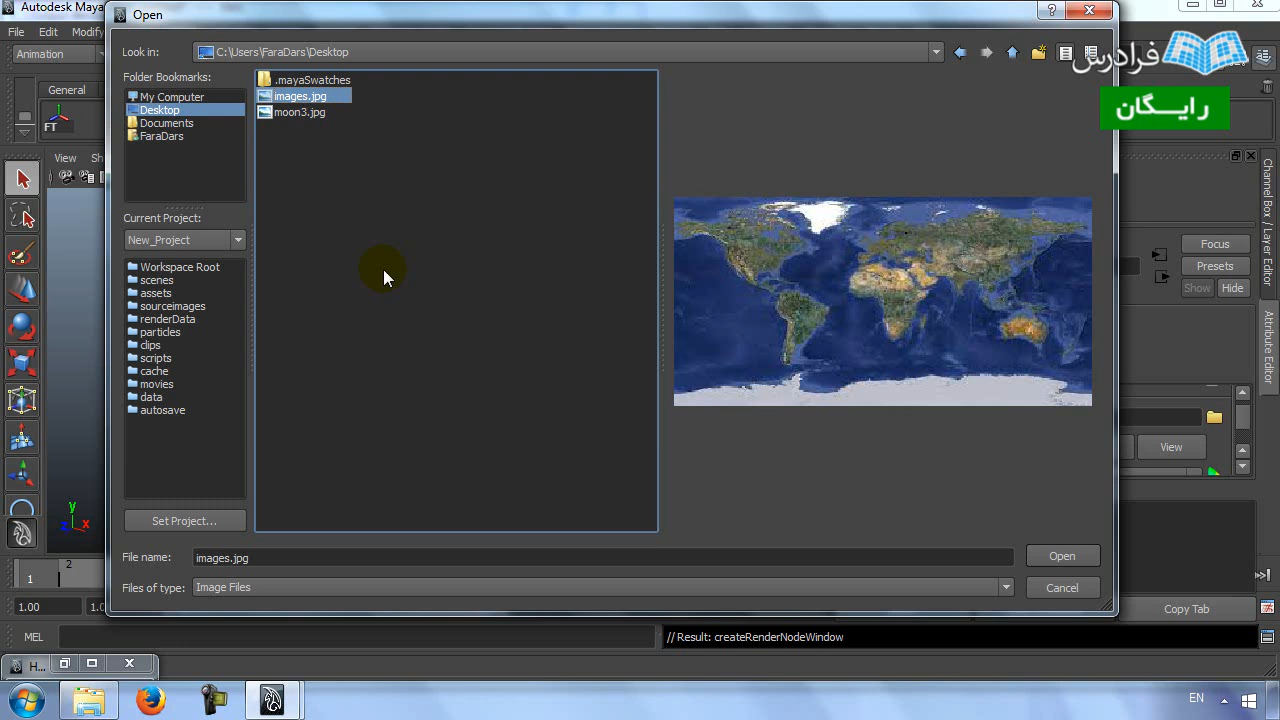 Autodesk Maya
Open
File Edit Modify
Animation
Look in:
C:\Users\FaraDars\Desktop
فرادرس
رایگان
Folder Bookmarks:
General
My Computer
Desktop
Documents
FaraDars
.mayaSwatches
images.jpg
moon3.jpg
FT
View Sh
Channel Box / Layer Editor
Attribute Editor
Current Project:
New_Project
Focus
Presets
Show Hide
Workspace Root
scenes
assets
sourceimages
renderData
particles
clips
scripts
cache
movies
data
autosave
View
y
z x
Set Project...
File name:
images.jpg
Open
Files of type:
Image Files
Cancel
1
2
1.00
1.0
Copy Tab
MEL
// Result: createRenderNodeWindow
H...
EN